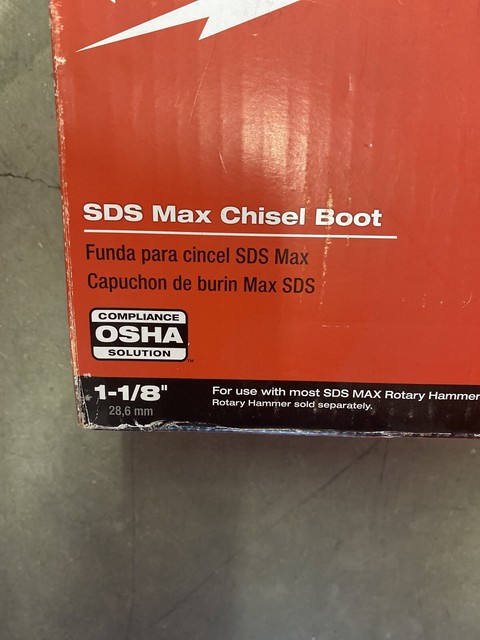 SDS Max Chisel Boot
Funda para cincel SDS Max
Capuchon de burin Max SDS
COMPLIANCE
OSHA
SOLUTION
TM
1-1/8"
28,6 mm
For use with most SDS MAX Rotary Hammer
Rotary Hammer sold separately.